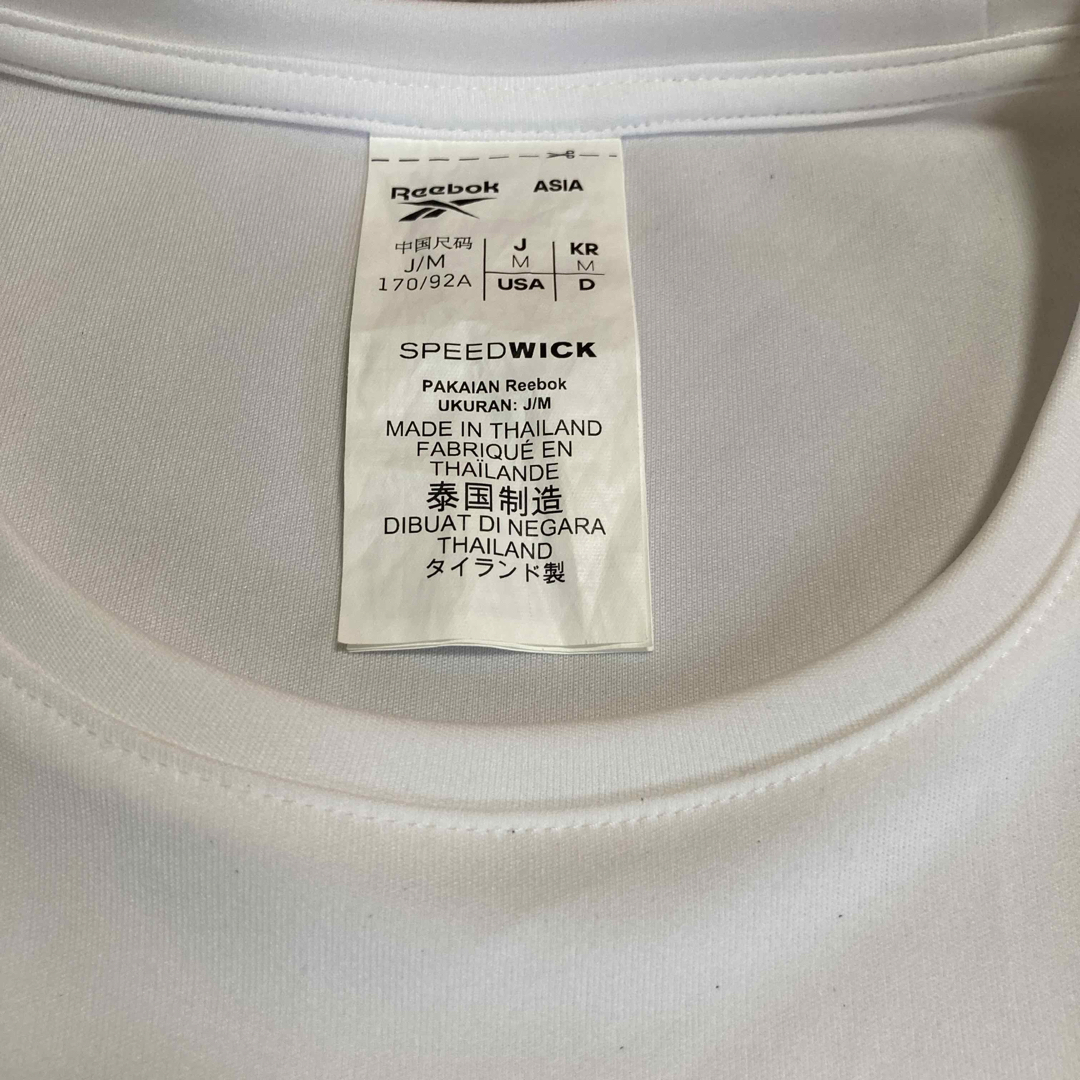 Reebok ASIA
中国尺码 J KR
J/M M M
170/92A USA D
SPEEDWICK
PAKAIAN Reebok
UKURAN: J/M
MADE IN THAILAND
FABRIQUÉ EN
THAÏLANDE
泰国制造
DIBUAT DI NEGARA
THAILAND
タイランド製